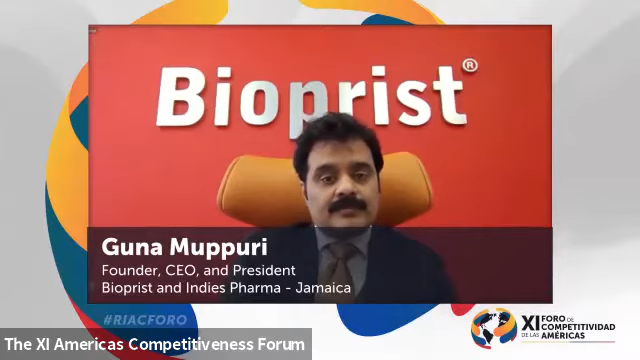 Bioprist®
Guna Muppuri
Founder, CEO, and President
Bioprist and Indies Pharma - Jamaica
#RIACFORO
XI FORO DE
COMPETITIVIDAD
DE LAS AMÉRICAS
The XI Americas Competitiveness Forum